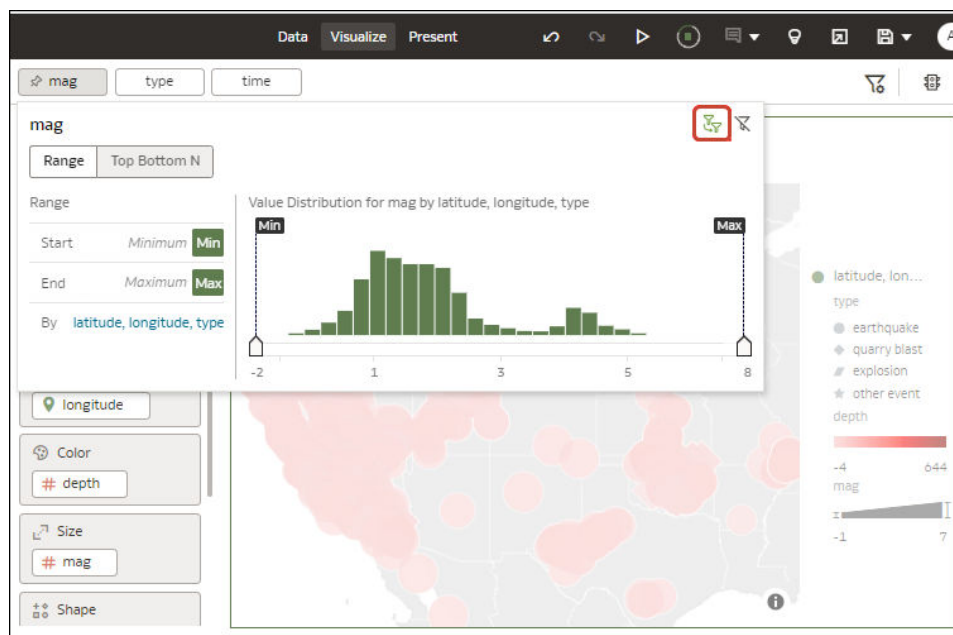 Data Visualize Present
A
mag type time
mag
Range Top Bottom N
Range
Value Distribution for mag by latitude, longitude, type
Min Max
Start Minimum Min
End Maximum Max
By latitude, longitude, type
-2 1 3 5 8
latitude, lon...
type
earthquake
quarry blast
explosion
other event
depth
-4 644
mag
-1 7
longitude
Color
# depth
Size
# mag
Shape